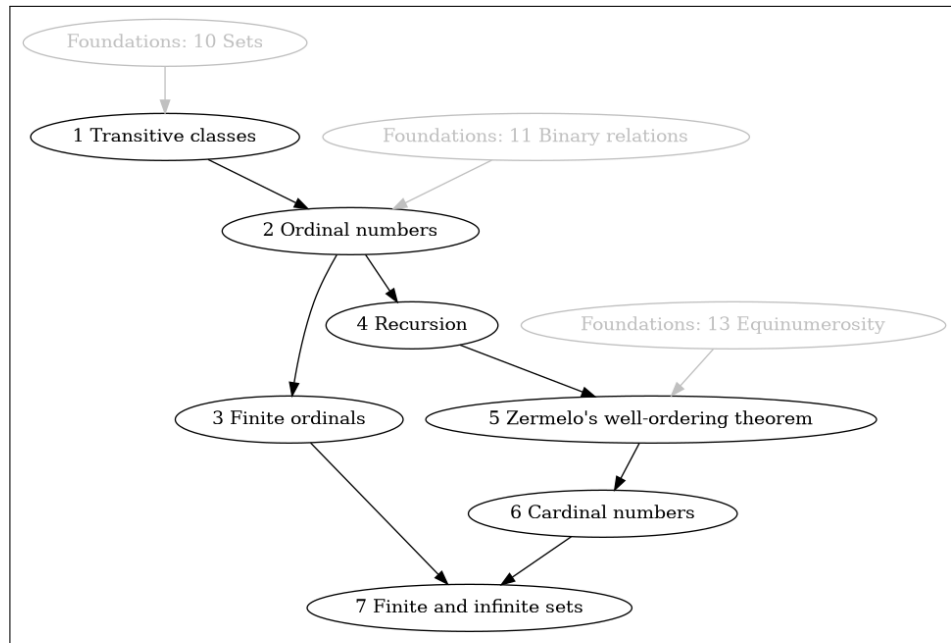 Foundations: 10 Sets
1 Transitive classes
Foundations: 11 Binary relations
2 Ordinal numbers
4 Recursion
Foundations: 13 Equinumerosity
3 Finite ordinals
5 Zermelo's well-ordering theorem
6 Cardinal numbers
7 Finite and infinite sets